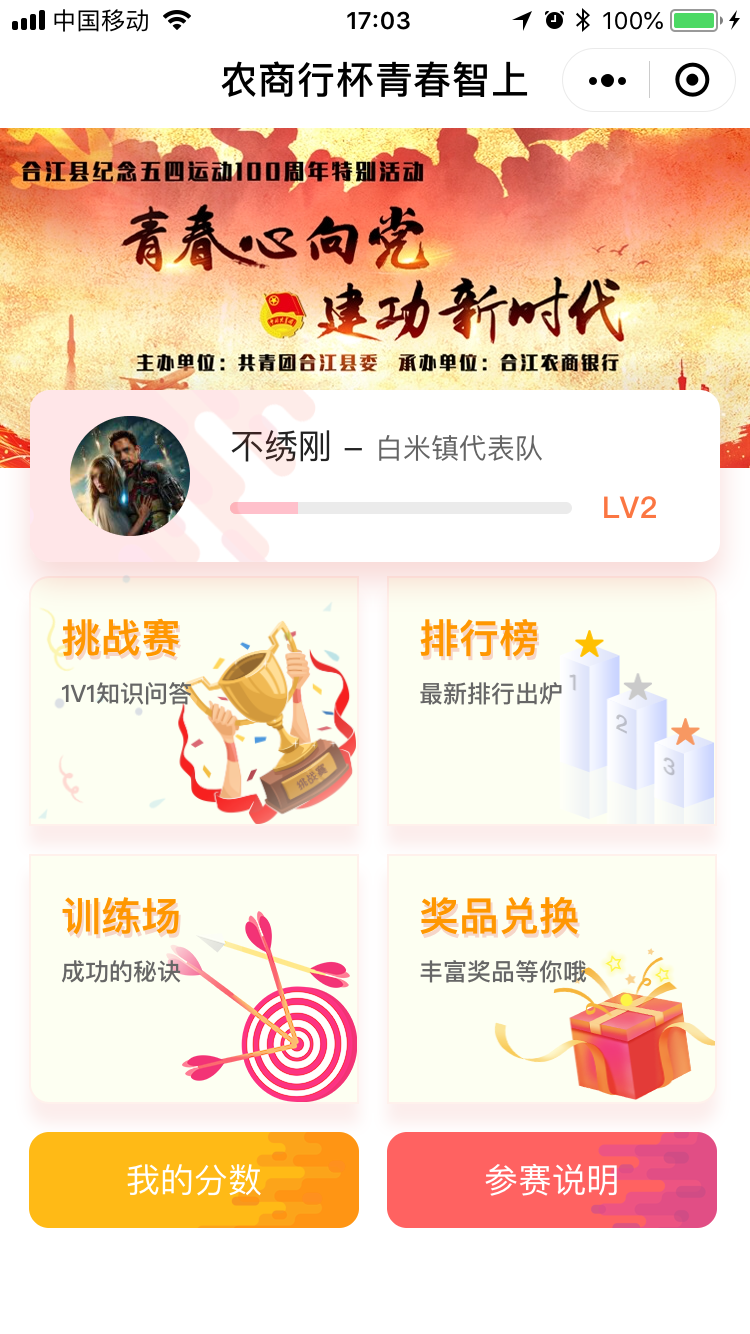 中国移动 17:03 100%
农商行杯青春智上
合江县纪念五四运动100周年特别活动
青春心向党
建功新时代
主办单位：共青团合江县委 承办单位：合江农商银行
不绣刚 – 白米镇代表队
LV2
挑战赛
1V1知识问答
挑战赛
排行榜
最新排行出炉
1
2
3
训练场
成功的秘诀
奖品兑换
丰富奖品等你哦
我的分数
参赛说明